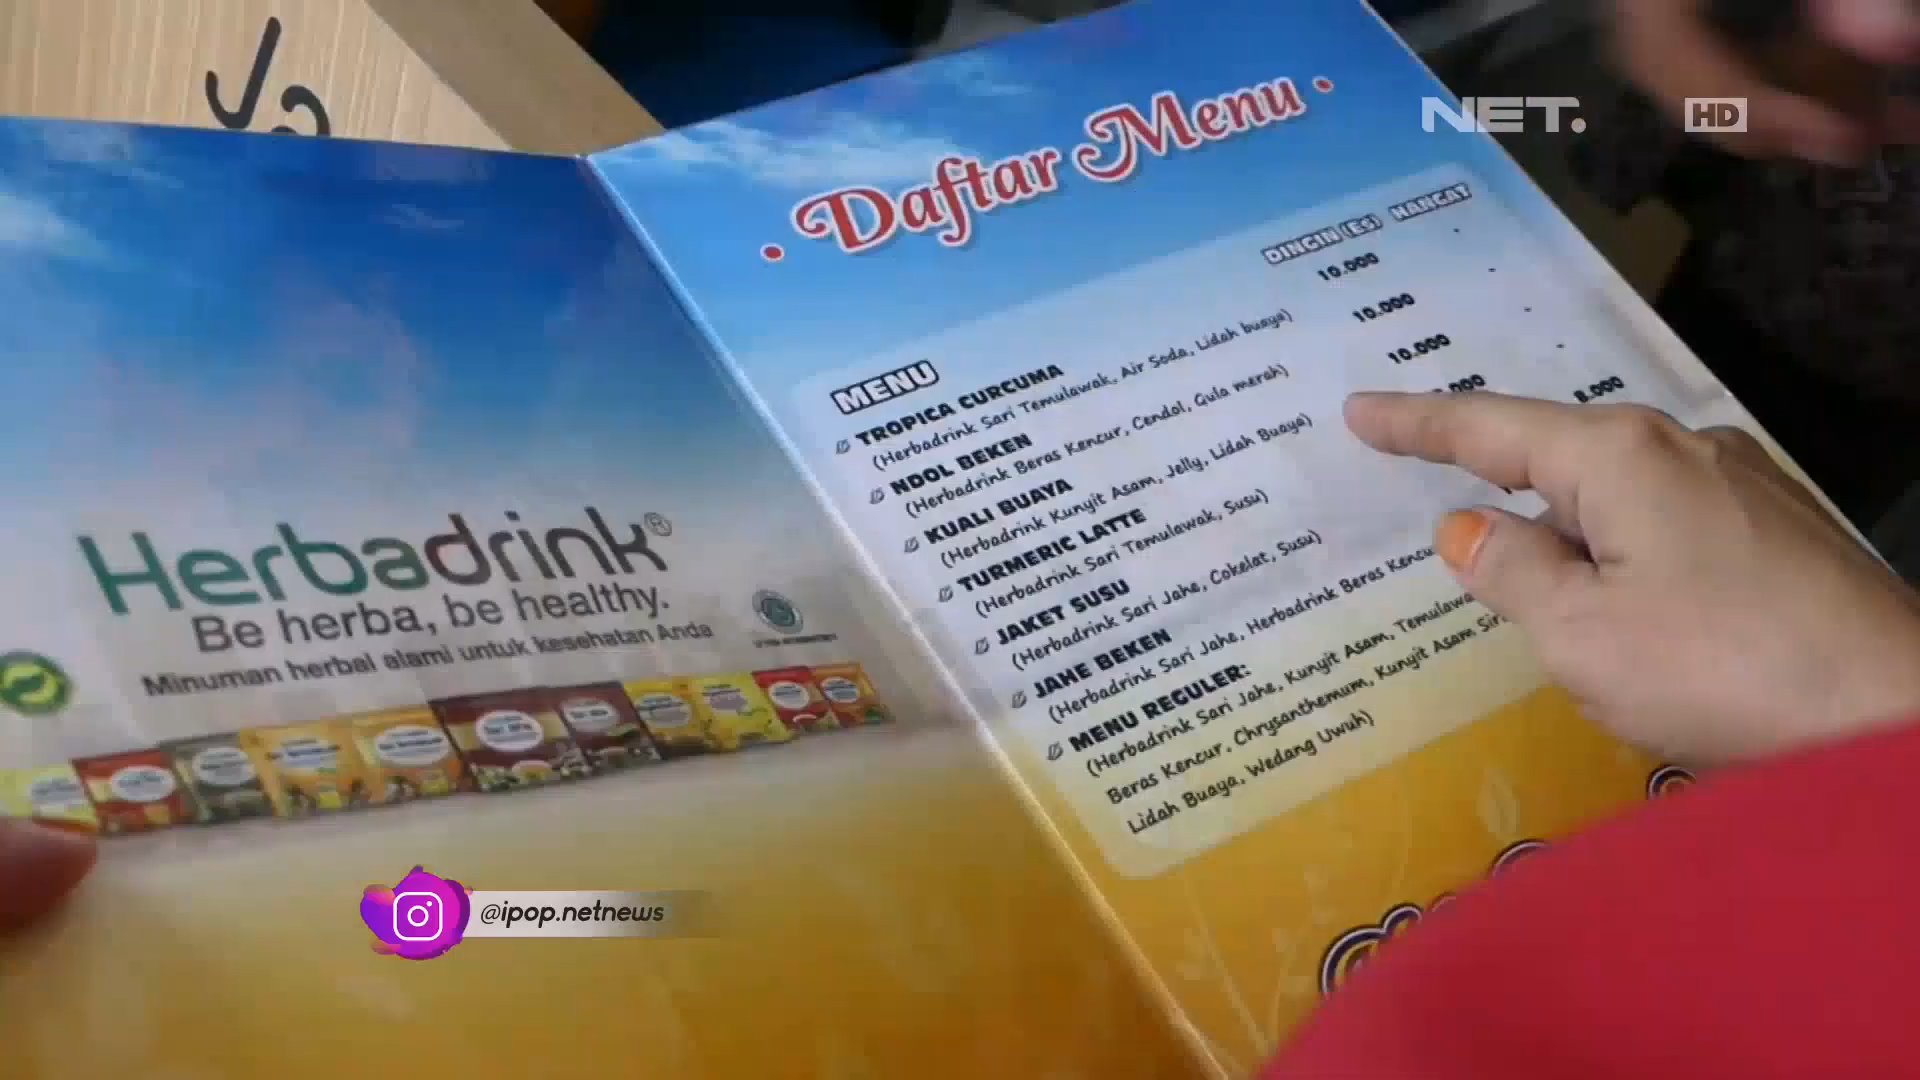 NET.
HD
Daftar Menu
DINGIN (Es) HANGAT
MENU
TROPICA CURCUMA
(Herbadrink Sari Temulawak, Air Soda, Lidah buaya)
10.000
NDOL BEKEN
(Herbadrink Beras Kencur, Cendol, Gula merah)
10.000
KUALI BUAYA
(Herbadrink Kunyit Asam, Jelly, Lidah Buaya)
10.000
TURMERIC LATTE
(Herbadrink Sari Temulawak, Susu)
JAKET SUSU
(Herbadrink Sari Jahe, Cokelat, Susu)
8.000
JAHE BEKEN
(Herbadrink Sari Jahe, Herbadrink Beras
MENU REGULER:
(Herbadrink Sari Jahe, Kunyit Asam,
Beras Kencur, Chrysanthemum, Kunyit Asam
Lidah Buaya, Wedang Uwuh)
Herbadrink®
Be herba, be healthy.
Minuman herbal alami untuk kesehatan Anda
@ipop.netnews